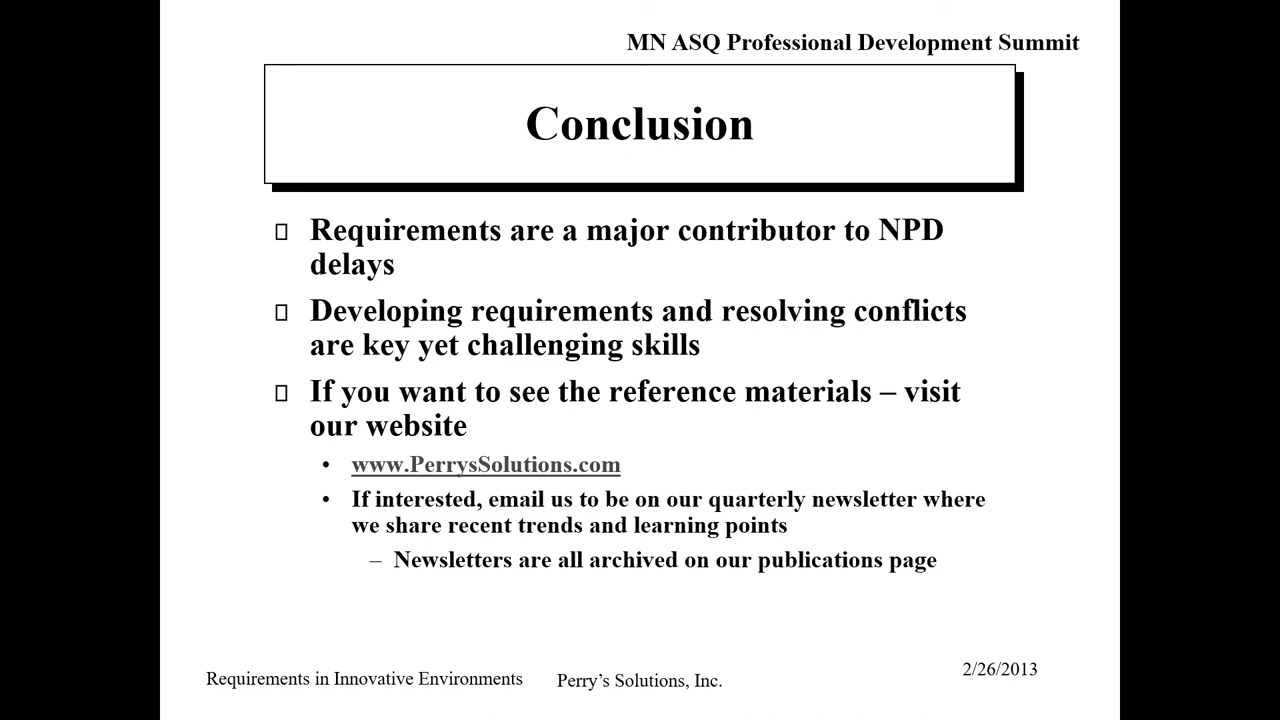 MN ASQ Professional Development Summit
Conclusion
Requirements are a major contributor to NPD
delays
Developing requirements and resolving conflicts
are key yet challenging skills
If you want to see the reference materials – visit
our website
• www.PerrysSolutions.com
• If interested, email us to be on our quarterly newsletter where
we share recent trends and learning points
– Newsletters are all archived on our publications page
Requirements in Innovative Environments
Perry’s Solutions, Inc.
2/26/2013